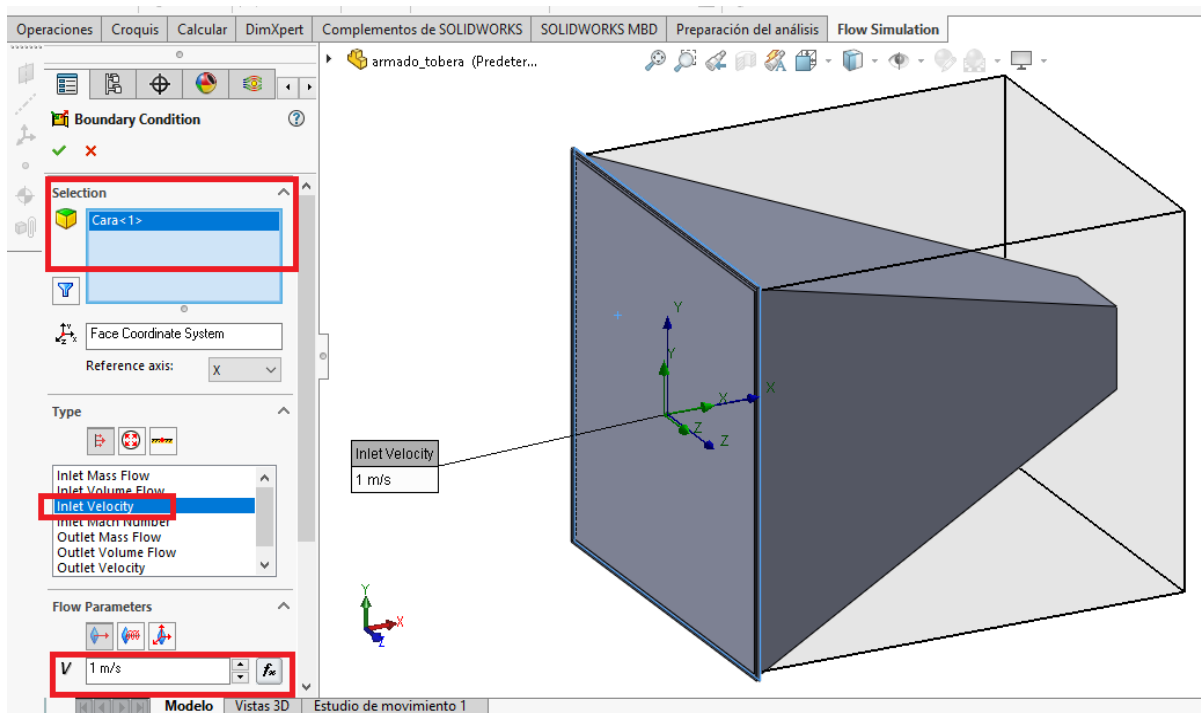 Operaciones Croquis Calcular DimXpert Complementos de SOLIDWORKS SOLIDWORKS MBD Preparación del análisis Flow Simulation
armado_tobera (Predeter...
Boundary Condition
Selection
Cara<1>
Face Coordinate System
Reference axis: X
Type
Inlet Mass Flow
Inlet Volume Flow
Inlet Velocity
Inlet Mach Number
Outlet Mass Flow
Outlet Volume Flow
Outlet Velocity
Flow Parameters
V 1 m/s fx
Inlet Velocity
1 m/s
Y
Y
X
X
Z
Z
Y
X
Z
Modelo Vistas 3D Estudio de movimiento 1